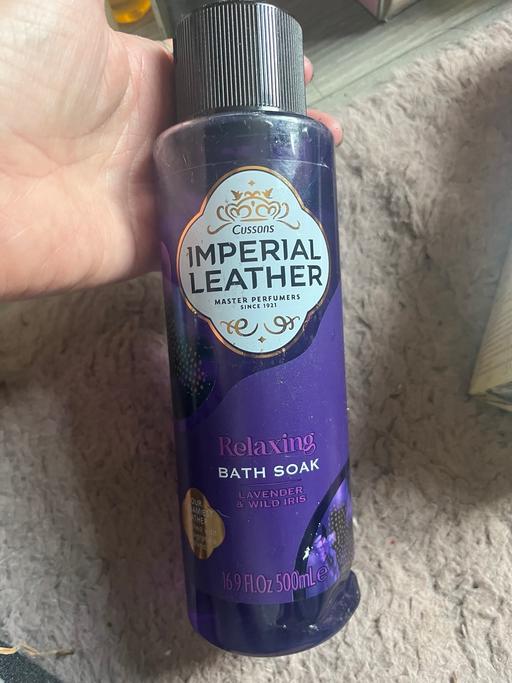 Cussons
IMPERIAL
LEATHER
MASTER PERFUMERS
SINCE 1921
Relaxing
BATH SOAK
LAVENDER
& WILD IRIS
16.9 FL.Oz 500mL e